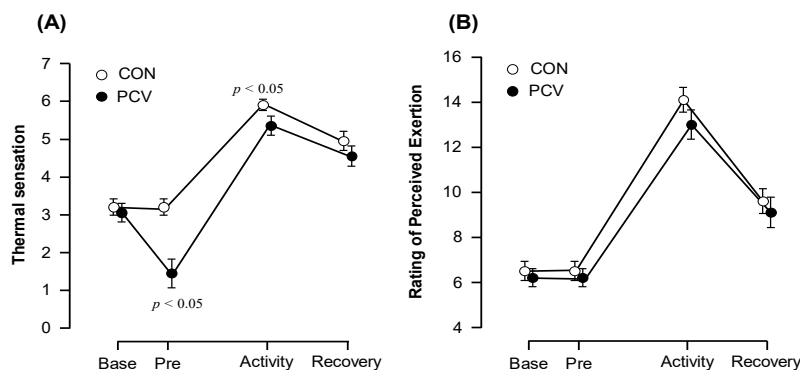 (A)
Thermal sensation
7
6
5
4
3
2
1
0
CON
PCV
p < 0.05
p < 0.05
Base Pre Activity Recovery
(B)
Rating of Perceived Exertion
16
14
12
10
8
6
4
CON
PCV
Base Pre Activity Recovery